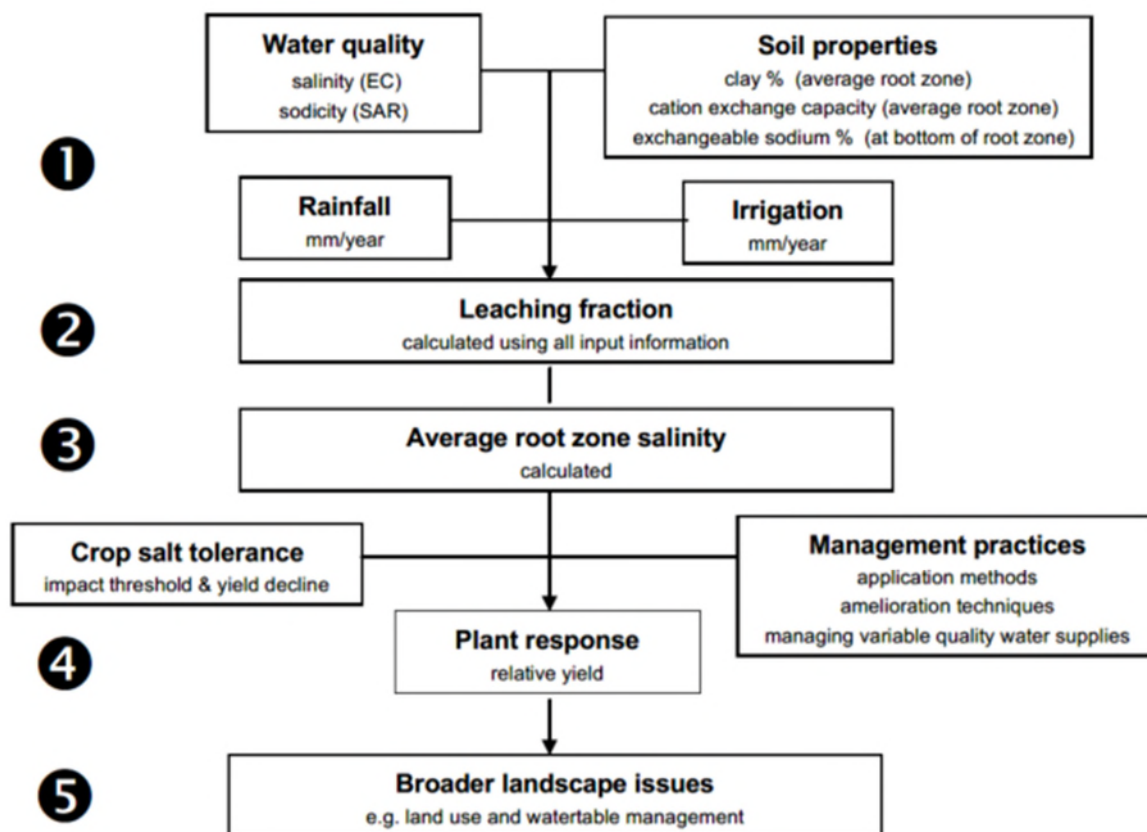 Water quality
salinity (EC)
sodicity (SAR)
Soil properties
clay % (average root zone)
cation exchange capacity (average root zone)
exchangeable sodium % (at bottom of root zone)
1
Rainfall
mm/year
Irrigation
mm/year
2
Leaching fraction
calculated using all input information
3
Average root zone salinity
calculated
Crop salt tolerance
impact threshold & yield decline
Management practices
application methods
amelioration techniques
managing variable quality water supplies
4
Plant response
relative yield
5
Broader landscape issues
e.g. land use and watertable management